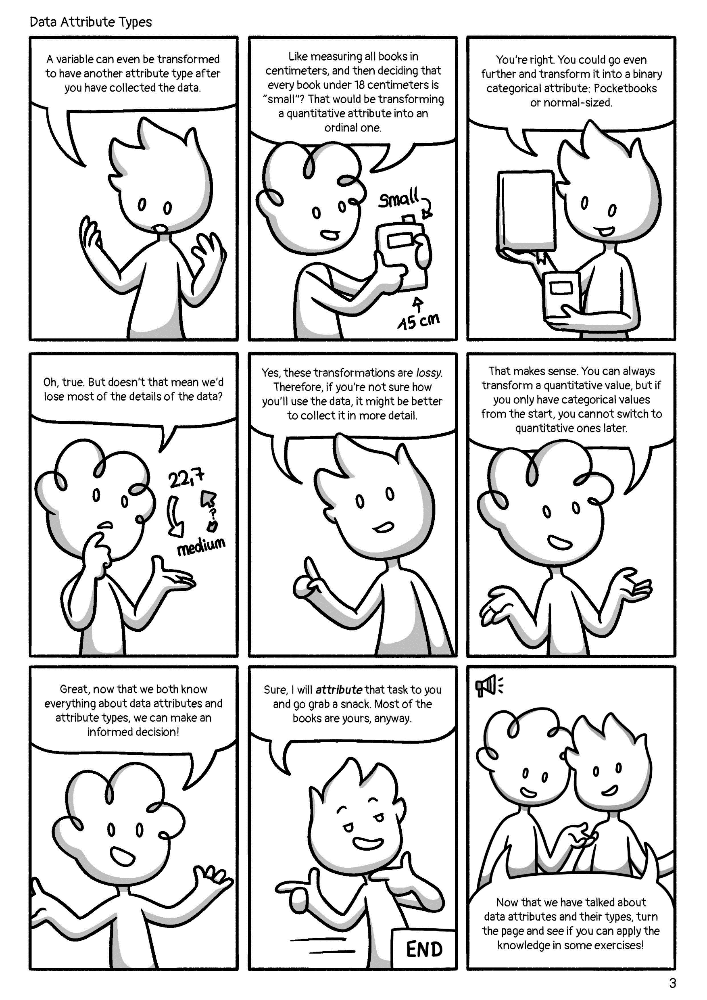 Data Attribute Types
A variable can even be transformed
to have another attribute type after
you have collected the data.
Like measuring all books in
centimeters, and then deciding that
every book under 18 centimeters is
“small”? That would be transforming
a quantitative attribute into an
ordinal one.
small
15 cm
You're right. You could go even
further and transform it into a binary
categorical attribute: Pocketbooks
or normal-sized.
Oh, true. But doesn't that mean we'd
lose most of the details of the data?
22,7
?
medium
Yes, these transformations are lossy.
Therefore, if you're not sure how
you'll use the data, it might be better
to collect it in more detail.
That makes sense. You can always
transform a quantitative value, but if
you only have categorical values
from the start, you cannot switch to
quantitative ones later.
Great, now that we both know
everything about data attributes and
attribute types, we can make an
informed decision!
Sure, I will attribute that task to you
and go grab a snack. Most of the
books are yours, anyway.
END
Now that we have talked about
data attributes and their types, turn
the page and see if you can apply the
knowledge in some exercises!
3